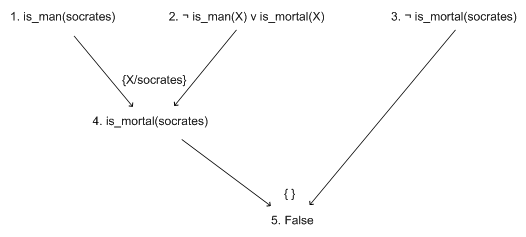 1. is_man(socrates)
2. ¬ is_man(X) v is_mortal(X)
3. ¬ is_mortal(socrates)
{X/socrates}
4. is_mortal(socrates)
{ }
5. False